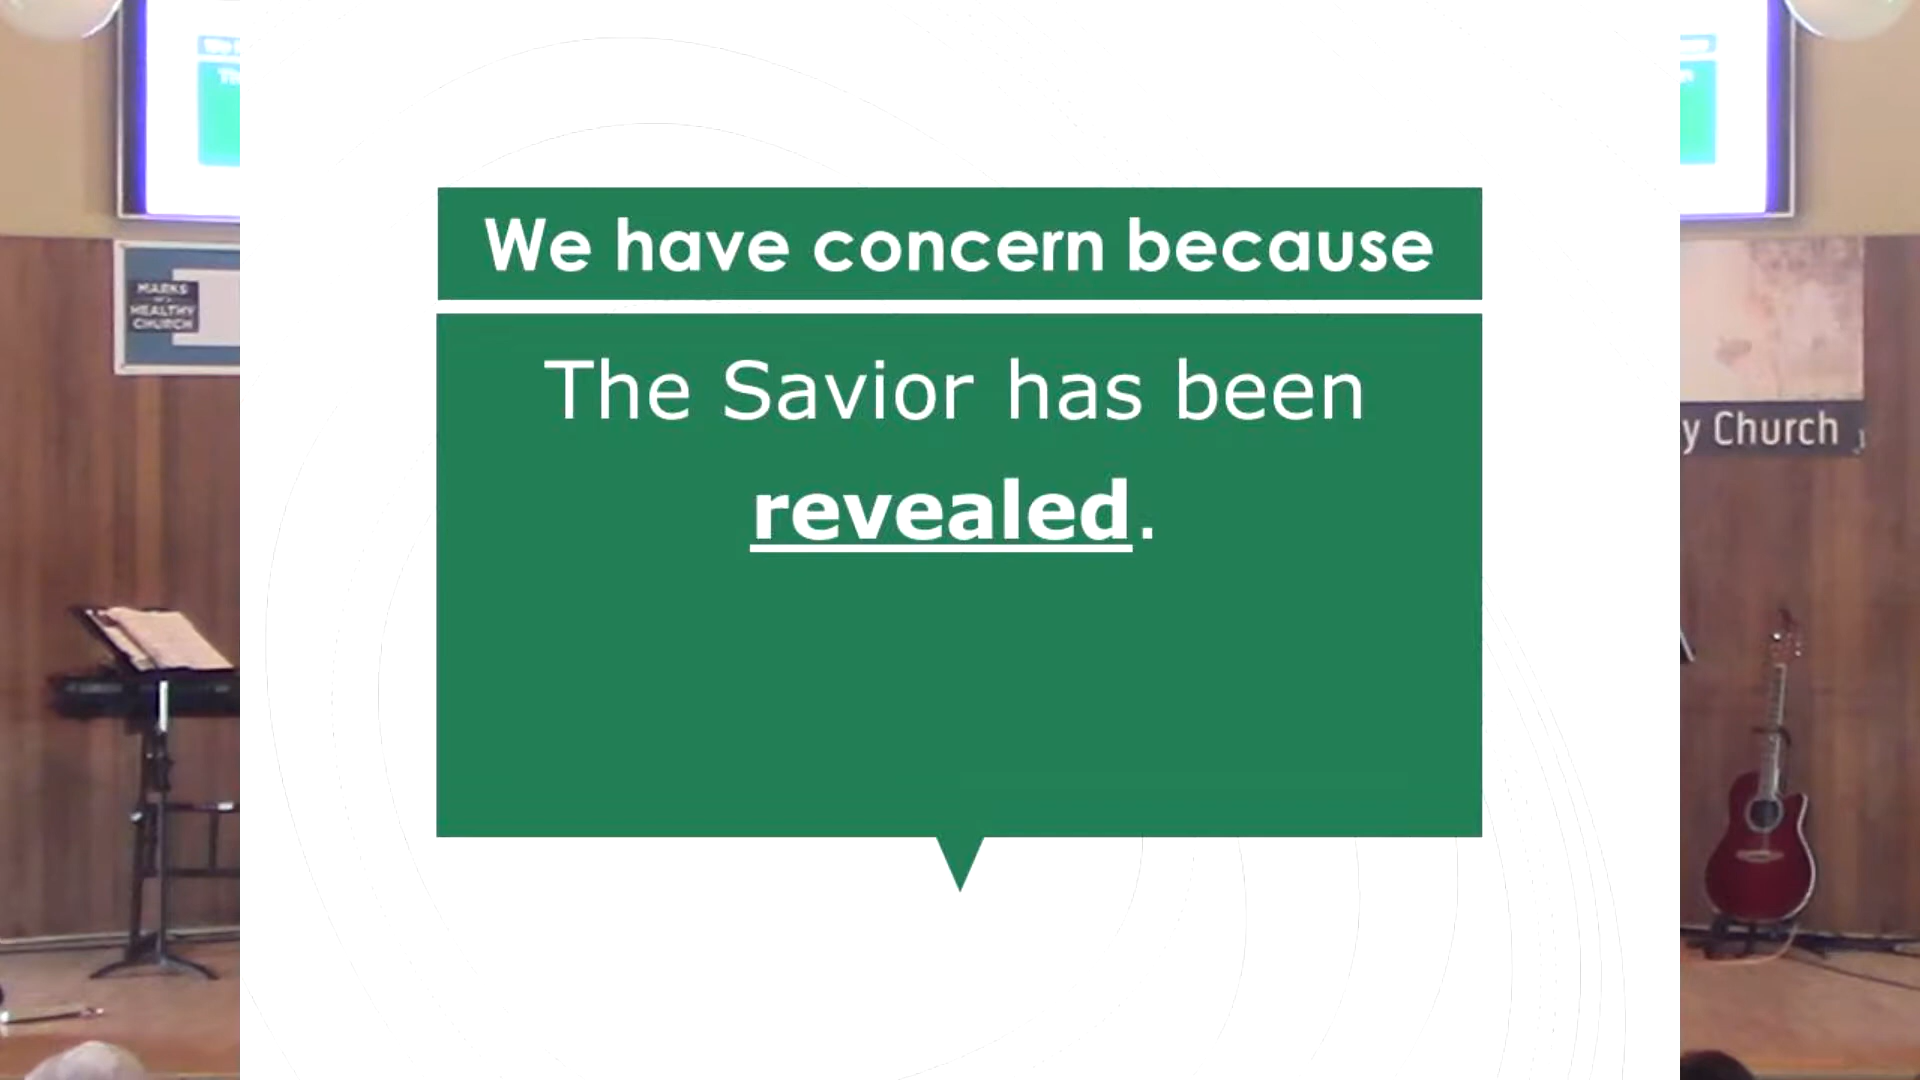 We have concern because
The Savior has been
revealed.
MARKS
HEALTHY
CHURCH
y Church